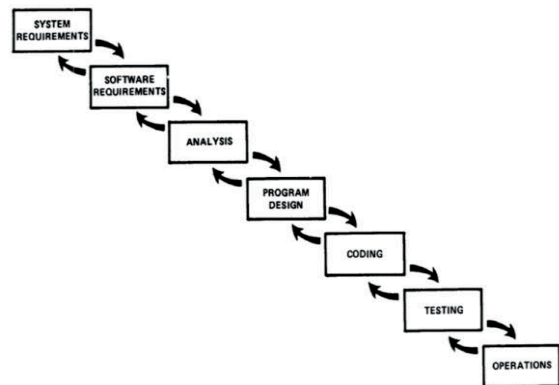 SYSTEM
REQUIREMENTS
SOFTWARE
REQUIREMENTS
ANALYSIS
PROGRAM
DESIGN
CODING
TESTING
OPERATIONS